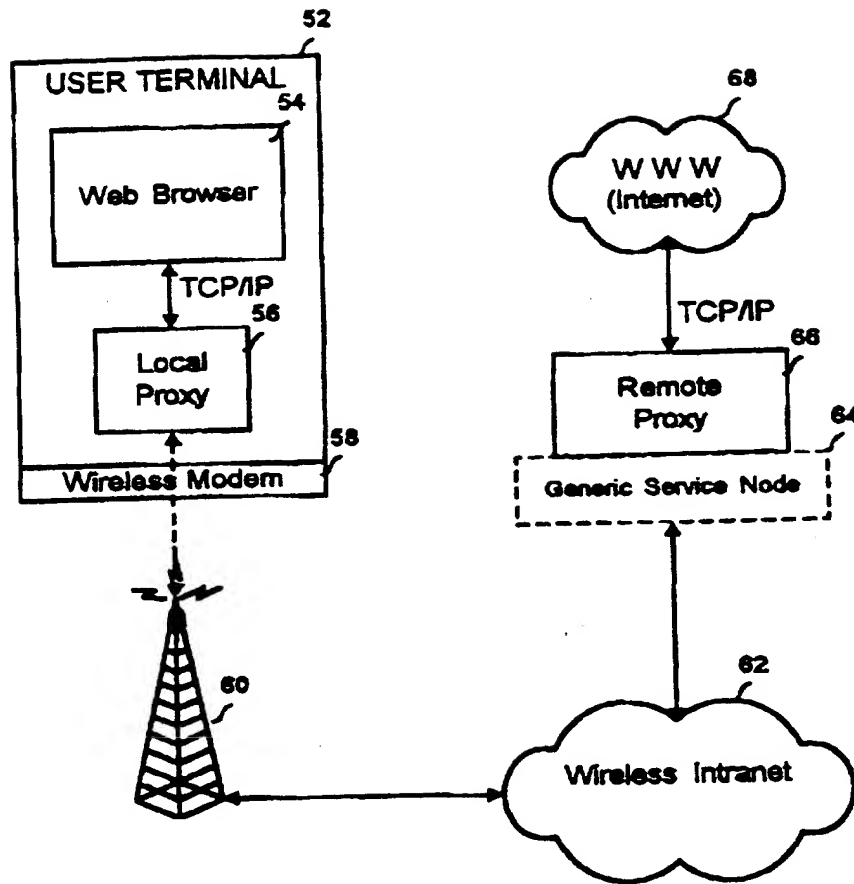 52
USER TERMINAL
54
Web Browser
TCP/IP
56
Local
Proxy
58
Wireless Modem
60
68
W W W
(Internet)
TCP/IP
66
Remote
Proxy
64
Generic Service Node
62
Wireless Intranet